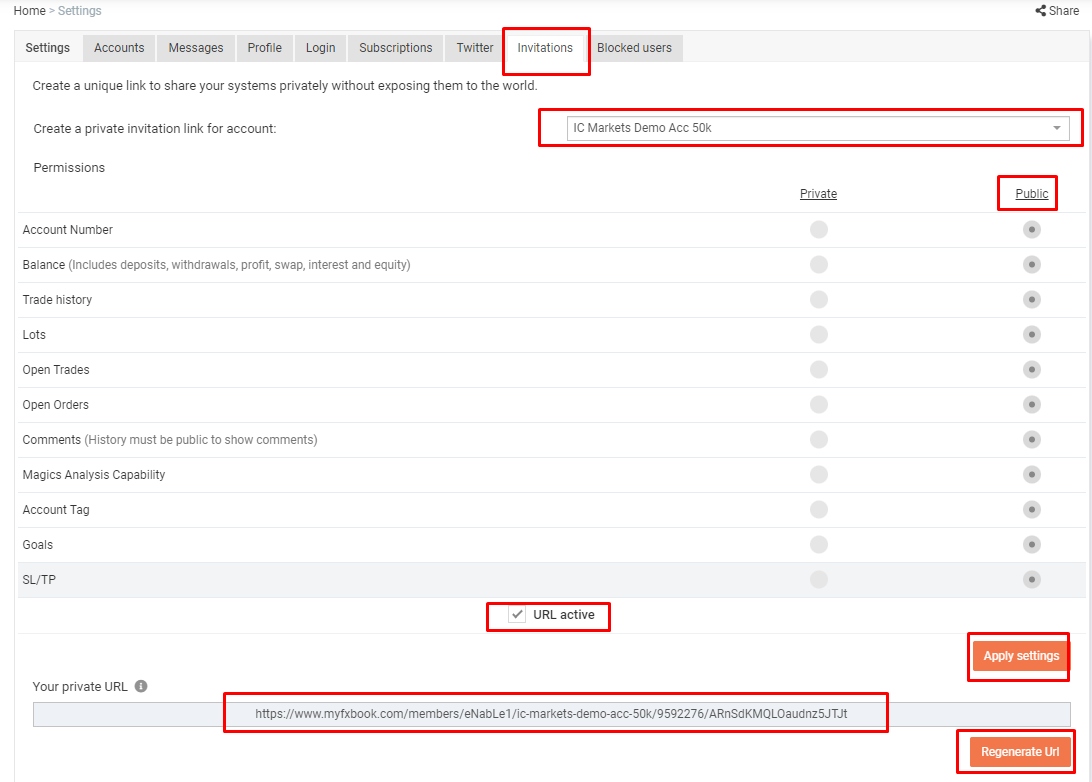 Home > Settings
Share
Settings Accounts Messages Profile Login Subscriptions Twitter Invitations Blocked users
Create a unique link to share your systems privately without exposing them to the world.
Create a private invitation link for account: IC Markets Demo Acc 50k
Permissions
Private Public
Account Number
Balance (Includes deposits, withdrawals, profit, swap, interest and equity)
Trade history
Lots
Open Trades
Open Orders
Comments (History must be public to show comments)
Magics Analysis Capability
Account Tag
Goals
SL/TP
URL active
Apply settings
Your private URL
https://www.myfxbook.com/members/eNabLe1/ic-markets-demo-acc-50k/9592276/ARnSdKMQLOaudnz5JTJt
Regenerate Url